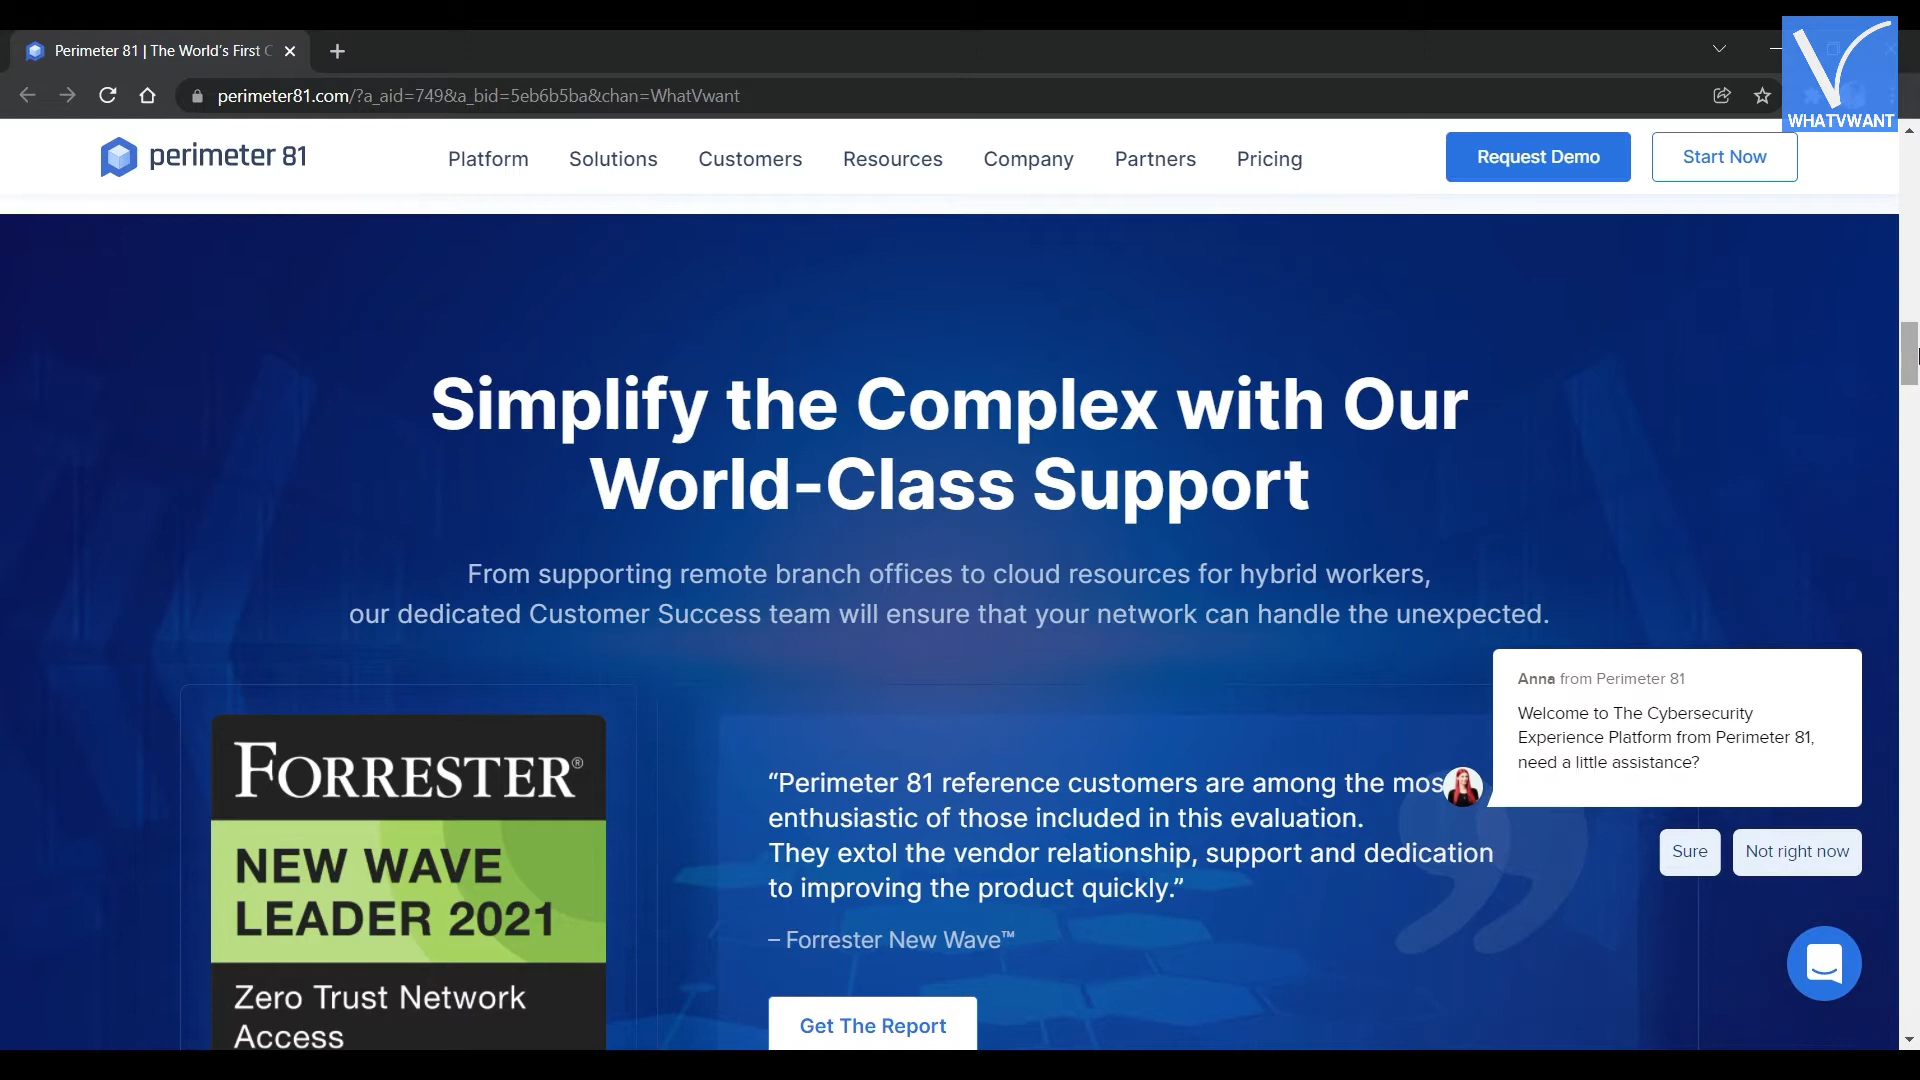 Perimeter 81 | The World's First
WHATVWANT
perimeter81.com/?a_aid=749&a_bid=5eb6b5ba&chan=WhatVwant
perimeter 81
Platform
Solutions
Customers
Resources
Company
Partners
Pricing
Request Demo
Start Now
Simplify the Complex with Our
World-Class Support
From supporting remote branch offices to cloud resources for hybrid workers,
our dedicated Customer Success team will ensure that your network can handle the unexpected.
FORRESTER®
NEW WAVE
LEADER 2021
Zero Trust Network
Access
“Perimeter 81 reference customers are among the mos
enthusiastic of those included in this evaluation.
They extol the vendor relationship, support and dedication
to improving the product quickly.”
– Forrester New Wave™
Get The Report
Anna from Perimeter 81
Welcome to The Cybersecurity
Experience Platform from Perimeter 81,
need a little assistance?
Sure
Not right now